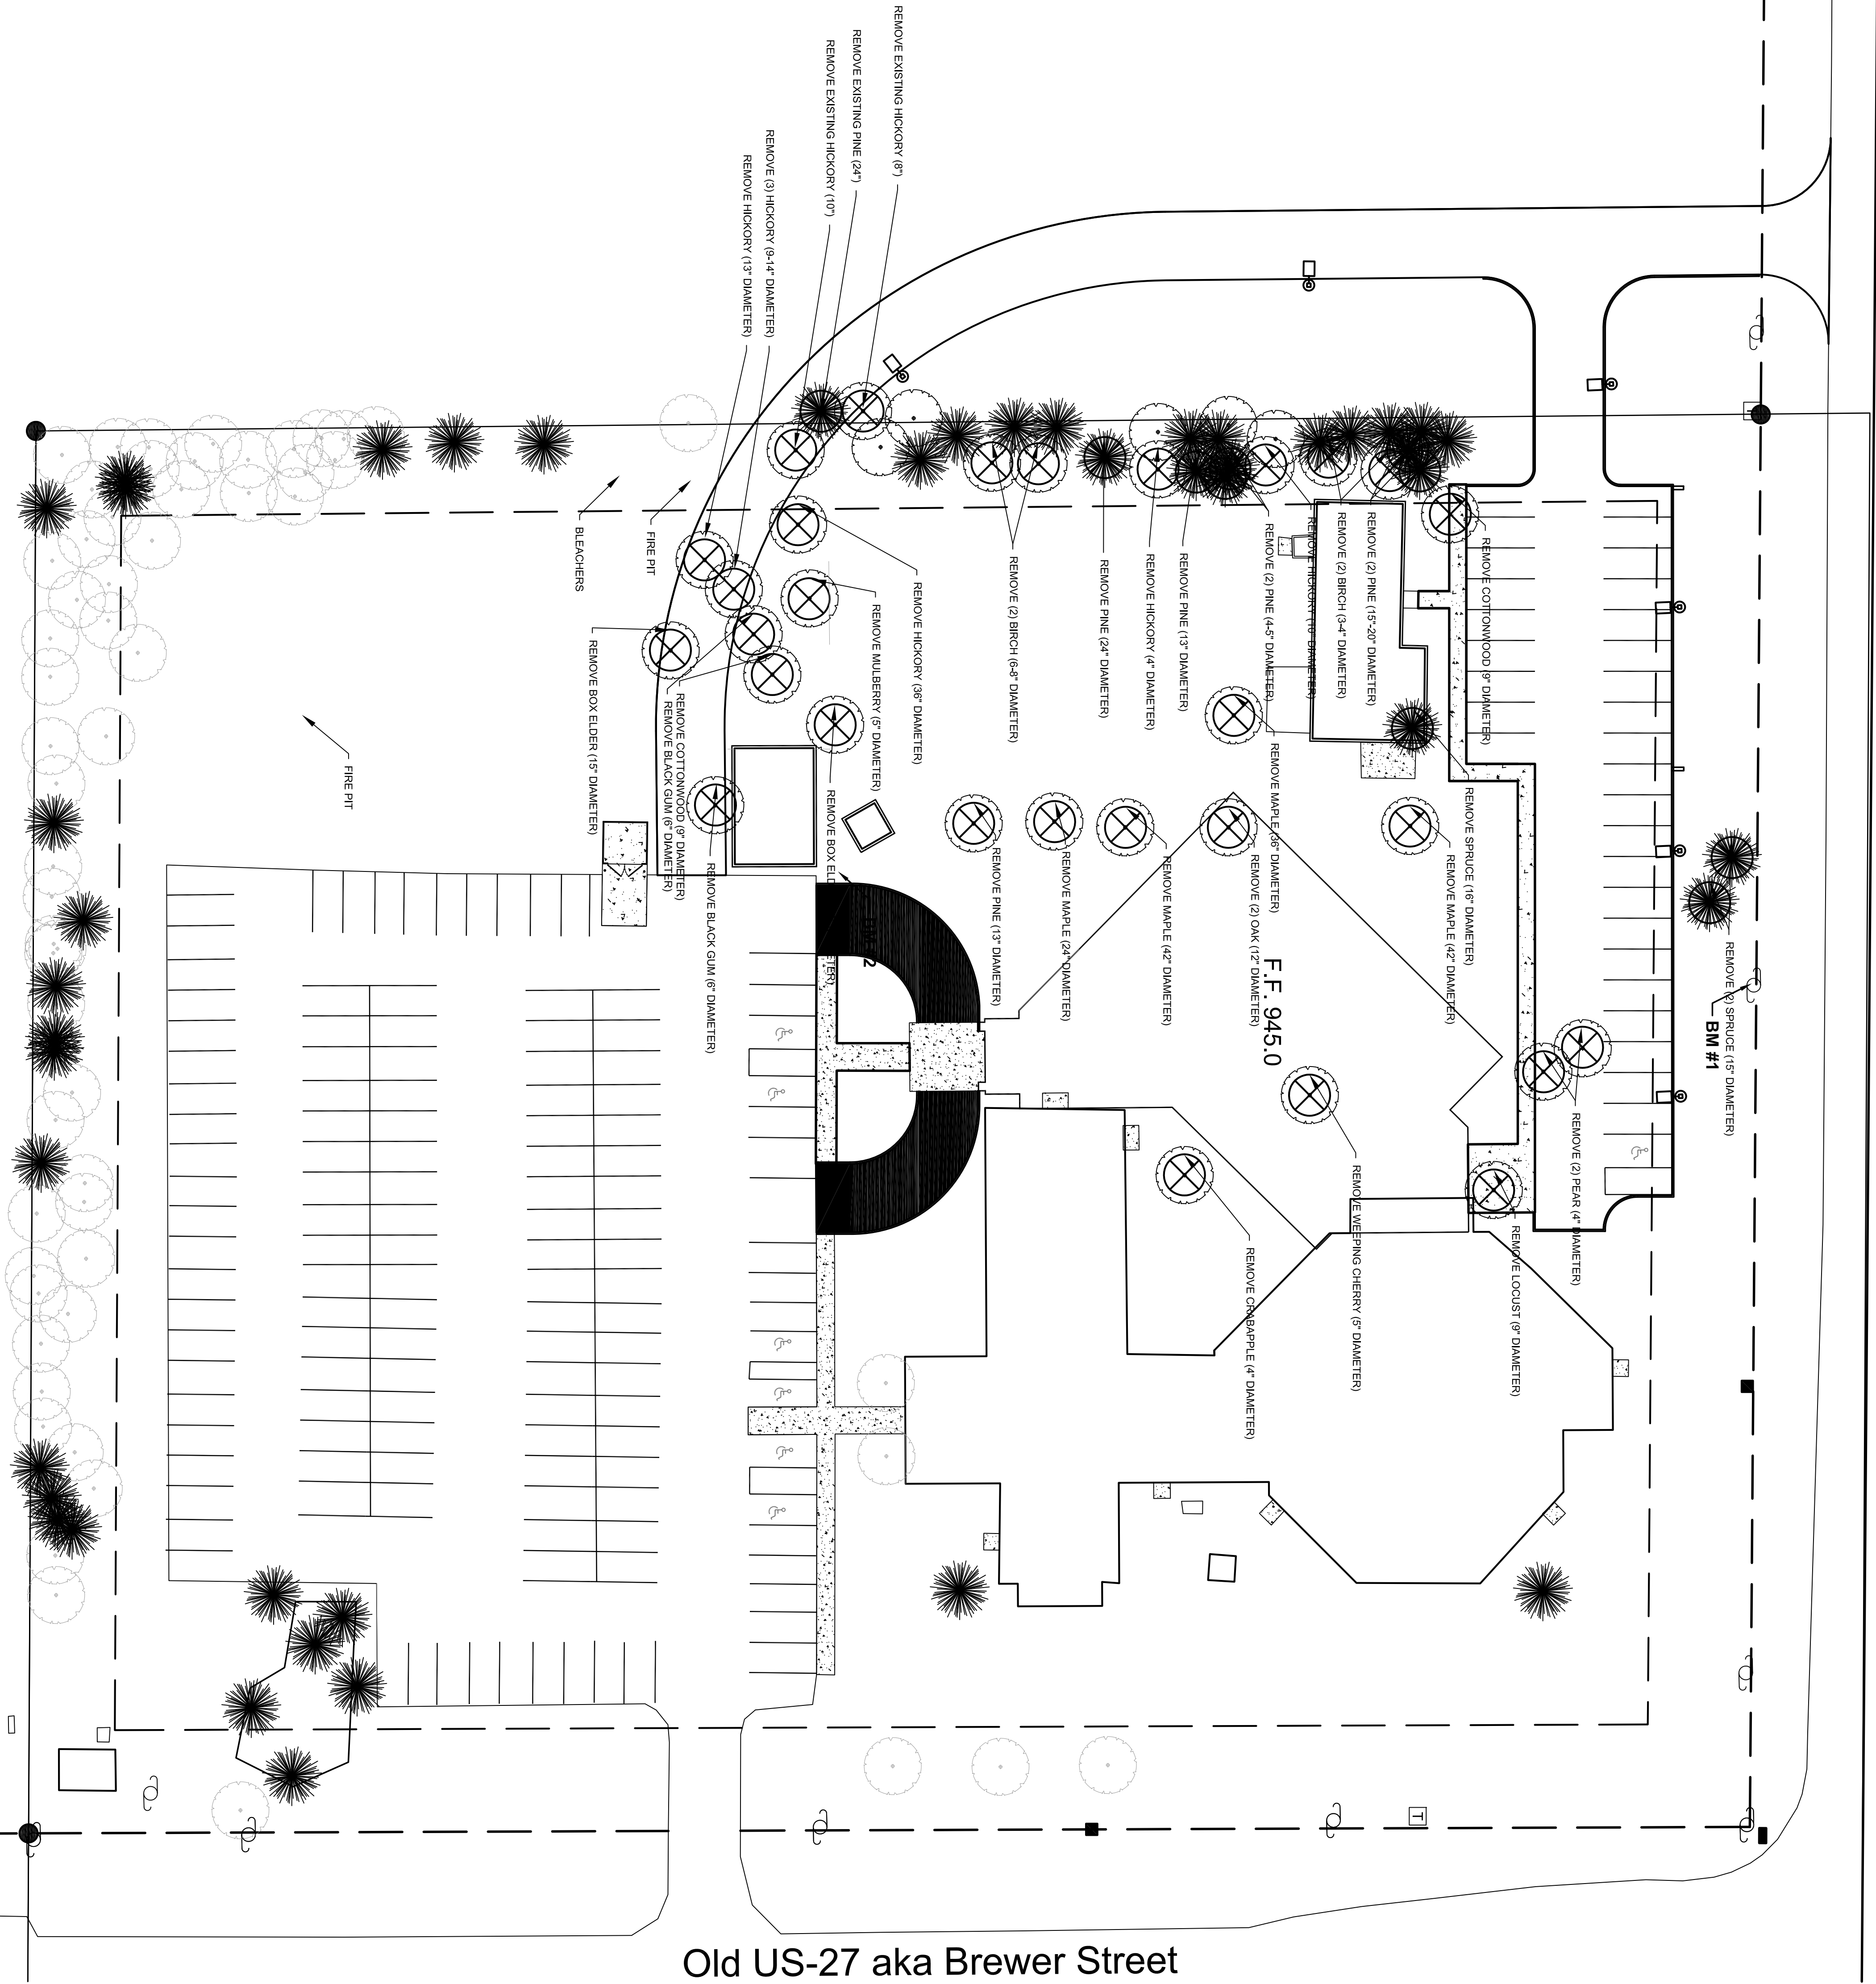 REMOVE EXISTING HICKORY (8")
REMOVE EXISTING PINE (24")
REMOVE EXISTING HICKORY (10")
REMOVE (3) HICKORY (9-14" DIAMETER)
REMOVE HICKORY (13" DIAMETER)
BLEACHERS
FIRE PIT
FIRE PIT
REMOVE BOX ELDER (15" DIAMETER)
REMOVE COTTONWOOD (9" DIAMETER)
REMOVE BLACK GUM (6" DIAMETER)
REMOVE BLACK GUM (6" DIAMETER)
REMOVE MULBERRY (5" DIAMETER)
REMOVE HICKORY (36" DIAMETER)
REMOVE (2) BIRCH (6-8" DIAMETER)
REMOVE PINE (24" DIAMETER)
REMOVE HICKORY (4" DIAMETER)
REMOVE PINE (13" DIAMETER)
REMOVE (2) PINE (4-5" DIAMETER)
REMOVE HICKORY (10" DIAMETER)
REMOVE (2) BIRCH (3-4" DIAMETER)
REMOVE (2) PINE (15"-20" DIAMETER)
REMOVE COTTONWOOD (9" DIAMETER)
REMOVE BOX ELD ETER)
REMOVE PINE (13" DIAMETER)
REMOVE MAPLE (24" DIAMETER)
REMOVE MAPLE (42" DIAMETER)
REMOVE (2) OAK (12" DIAMETER)
REMOVE MAPLE (36" DIAMETER)
REMOVE SPRUCE (16" DIAMETER)
REMOVE MAPLE (42" DIAMETER)
F.F. 945.0
REMOVE (2) SPRUCE (15" DIAMETER)
BM #1
REMOVE (2) PEAR (4" DIAMETER)
REMOVE LOCUST (9" DIAMETER)
REMOVE WEEPING CHERRY (5" DIAMETER)
REMOVE CRABAPPLE (4" DIAMETER)
T
Old US-27 aka Brewer Street